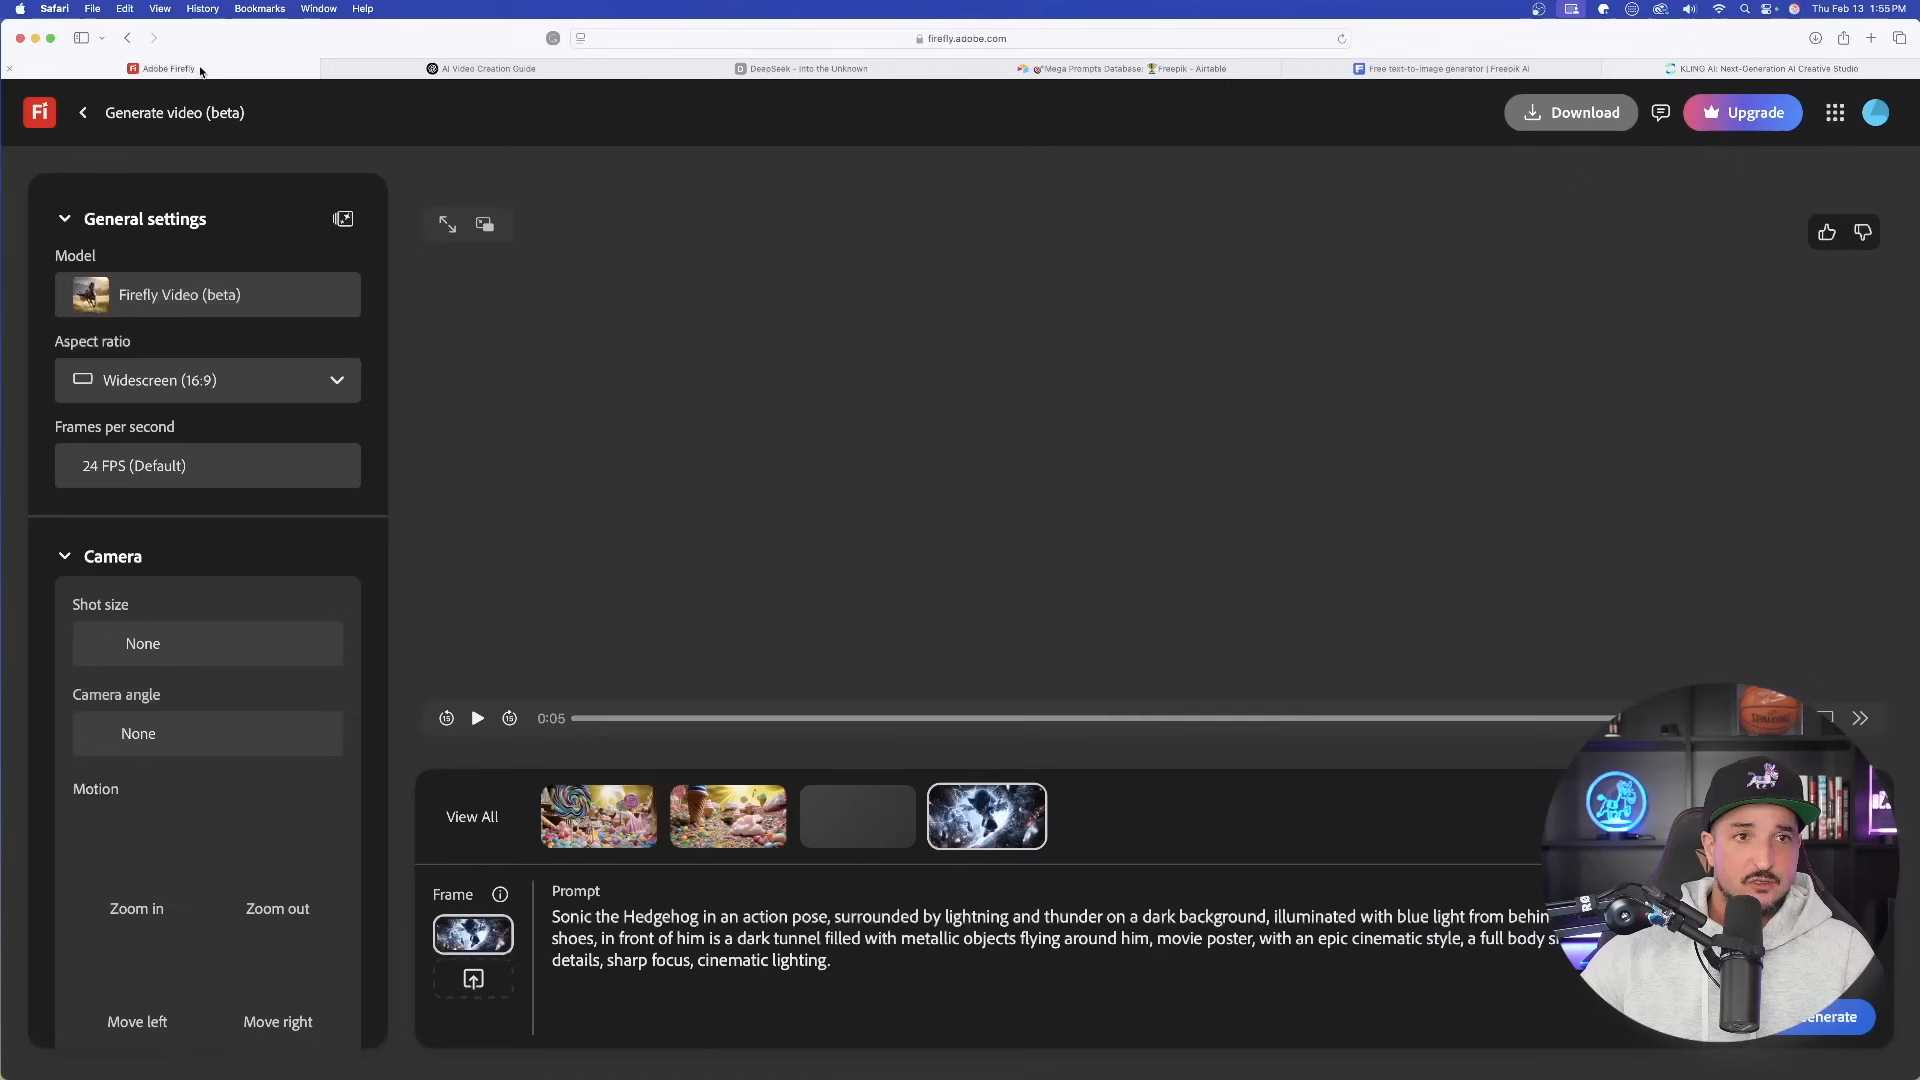 Safari File Edit View History Bookmarks Window Help
Thu Feb 13 1:55 PM
firefly.adobe.com
Adobe Firefly
AI Video Creation Guide
DeepSeek - Into the Unknown
Mega Prompts Database: Freepik - Airtable
Free text-to-image generator | Freepik AI
KLING AI: Next-Generation AI Creative Studio
Fi
Generate video (beta)
Download
Upgrade
General settings
Model
Firefly Video (beta)
Aspect ratio
Widescreen (16:9)
Frames per second
24 FPS (Default)
Camera
Shot size
None
Camera angle
None
Motion
Zoom in
Zoom out
Move left
Move right
15
15
0:05
View All
Frame
Prompt
Sonic the Hedgehog in an action pose, surrounded by lightning and thunder on a dark background, illuminated with blue light from behin
shoes, in front of him is a dark tunnel filled with metallic objects flying around him, movie poster, with an epic cinematic style, a full body
details, sharp focus, cinematic lighting.
enerate
SPALDING